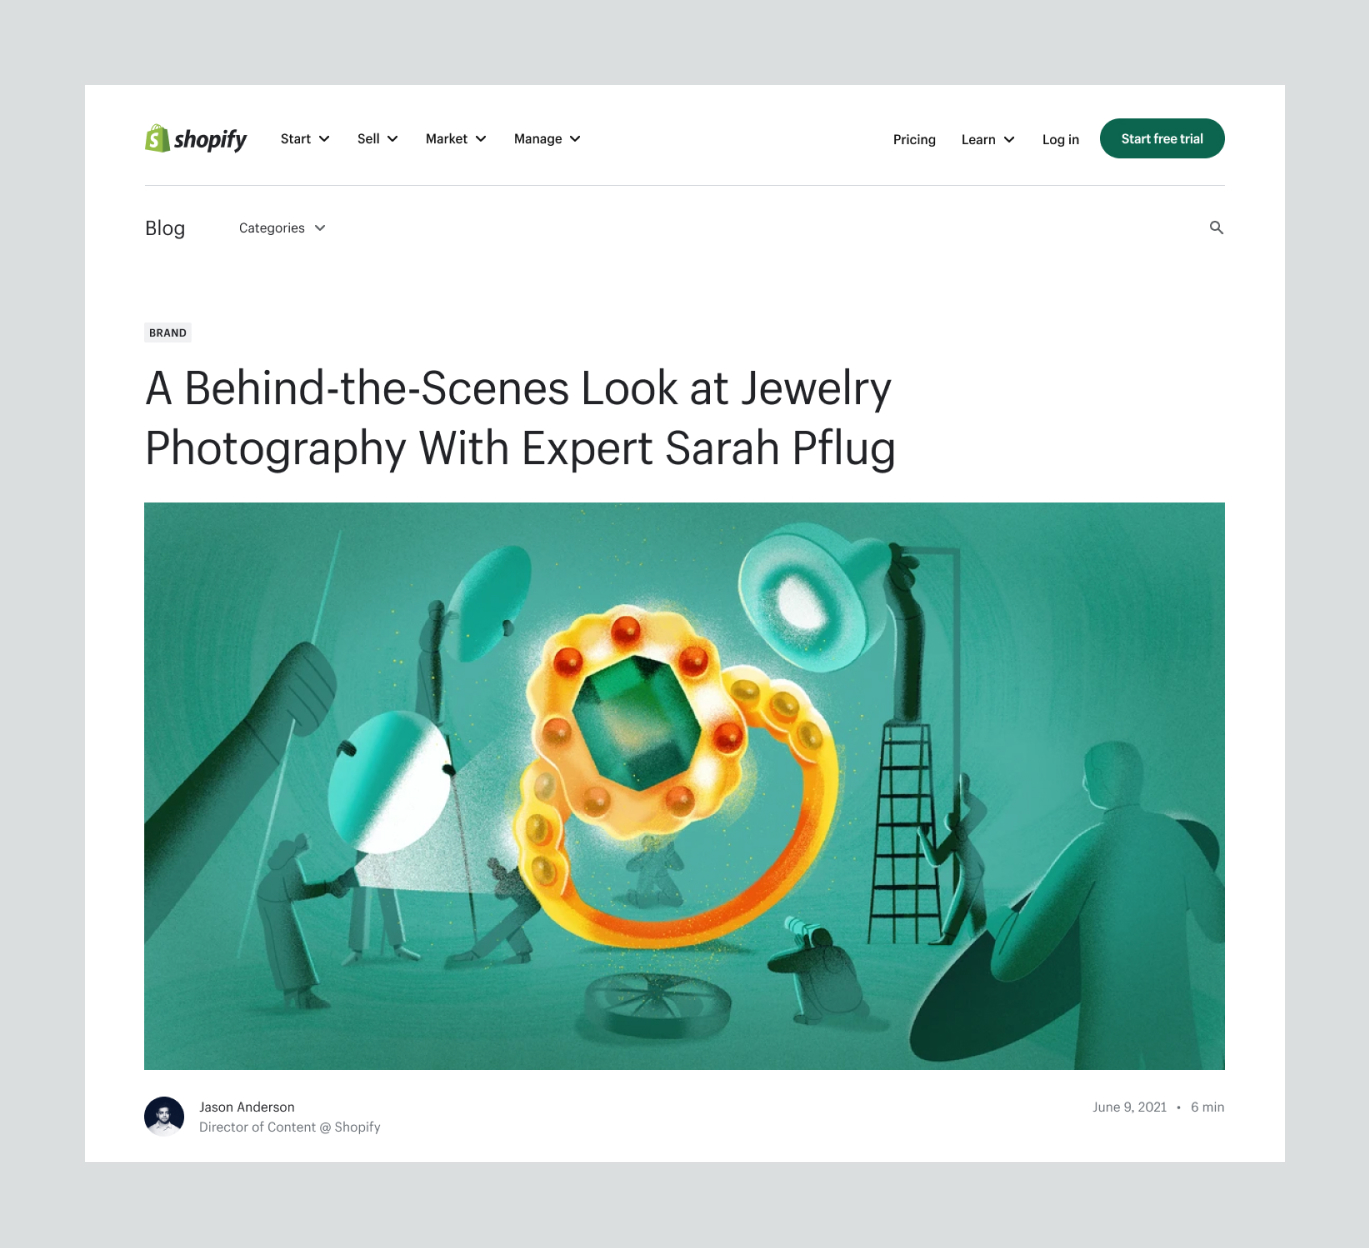 shopify Start Sell Market Manage Pricing Learn Log in Start free trial
Blog Categories
BRAND
A Behind-the-Scenes Look at Jewelry
Photography With Expert Sarah Pflug
Jason Anderson
June 9, 2021 • 6 min
Director of Content @ Shopify